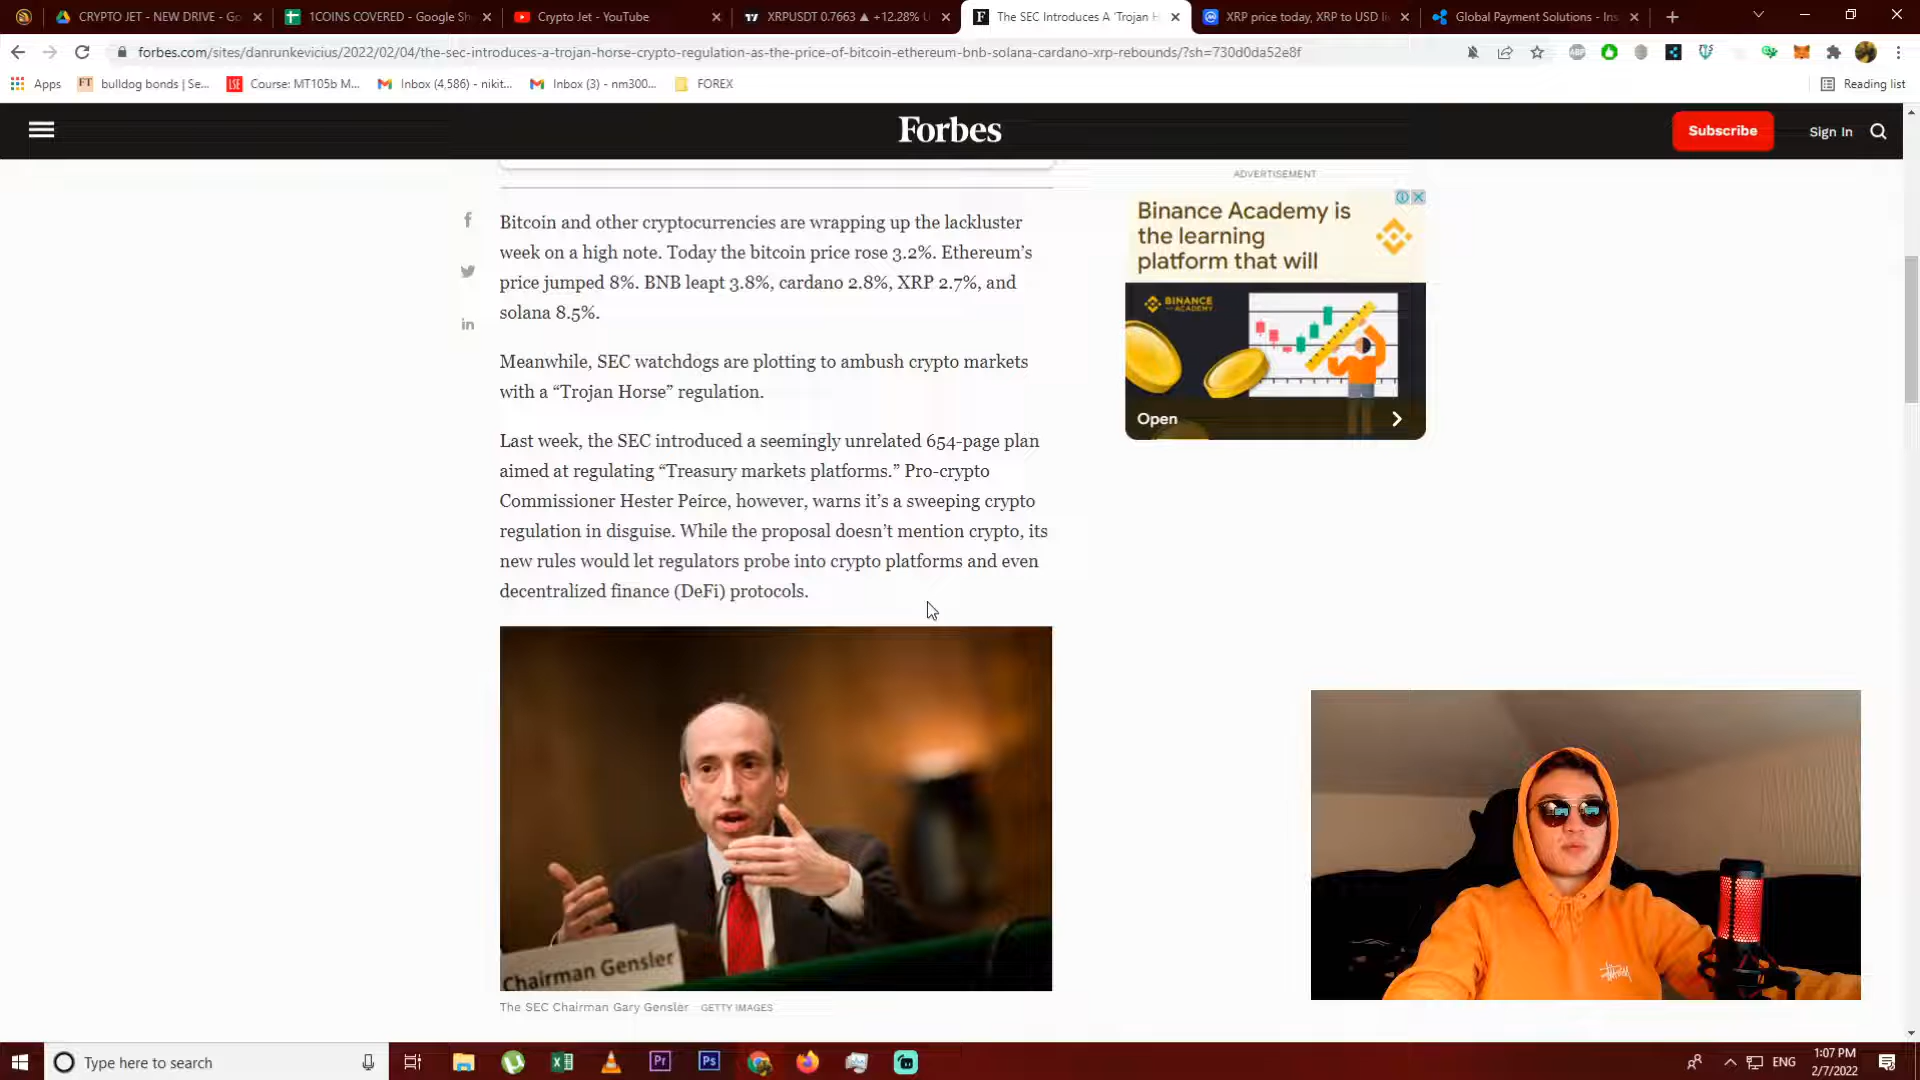 CRYPTO JET - NEW DRIVE - Go
1COINS COVERED - Google She
Crypto Jet - YouTube
XRPUSDT 0.7663 ▲ +12.28% U
The SEC Introduces A 'Trojan H
XRP price today, XRP to USD li
Global Payment Solutions - Ins
forbes.com/sites/danrunkevicius/2022/02/04/the-sec-introduces-a-trojan-horse-crypto-regulation-as-the-price-of-bitcoin-ethereum-bnb-solana-cardano-xrp-rebounds/?sh=730d0da52e8f
Apps
bulldog bonds | Se...
Course: MT105b M...
Inbox (4,586) - nikit...
Inbox (3) - nm300...
FOREX
Reading list
Forbes
Subscribe
Sign In
Bitcoin and other cryptocurrencies are wrapping up the lackluster
week on a high note. Today the bitcoin price rose 3.2%. Ethereum's
price jumped 8%. BNB leapt 3.8%, cardano 2.8%, XRP 2.7%, and
solana 8.5%.
Meanwhile, SEC watchdogs are plotting to ambush crypto markets
with a “Trojan Horse” regulation.
Last week, the SEC introduced a seemingly unrelated 654-page plan
aimed at regulating “Treasury markets platforms.” Pro-crypto
Commissioner Hester Peirce, however, warns it's a sweeping crypto
regulation in disguise. While the proposal doesn't mention crypto, its
new rules would let regulators probe into crypto platforms and even
decentralized finance (DeFi) protocols.
ADVERTISEMENT
Binance Academy is
the learning
platform that will
BINANCE
ACADEMY
Open
Chairman Gensler
The SEC Chairman Gary Gensler
GETTY IMAGES
Type here to search
Pr
Ps
ENG
1:07 PM
2/7/2022